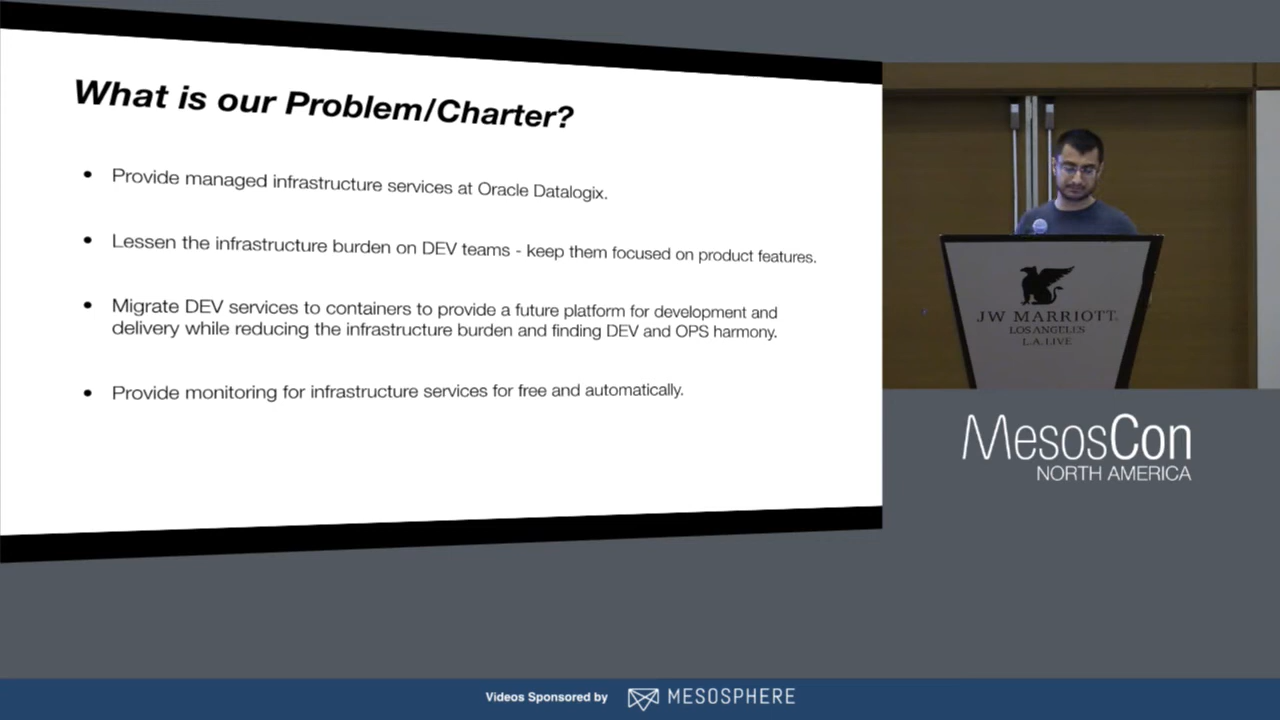 What is our Problem/Charter?
• Provide managed infrastructure services at Oracle Datalogix.
• Lessen the infrastructure burden on DEV teams - keep them focused on product features.
• Migrate DEV services to containers to provide a future platform for development and
delivery while reducing the infrastructure burden and finding DEV and OPS harmony.
• Provide monitoring for infrastructure services for free and automatically.
JW MARRIOTT.
LOS ANGELES
L.A. LIVE
MesosCon
NORTH AMERICA
Videos Sponsored by
MESOSPHERE